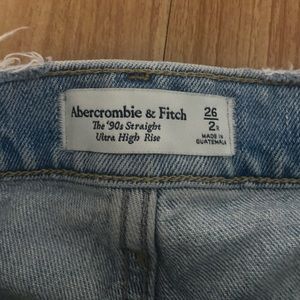 Abercrombie & Fitch
The '90s Straight
Ultra High Rise
26
2R
MADE IN
GUATEMALA